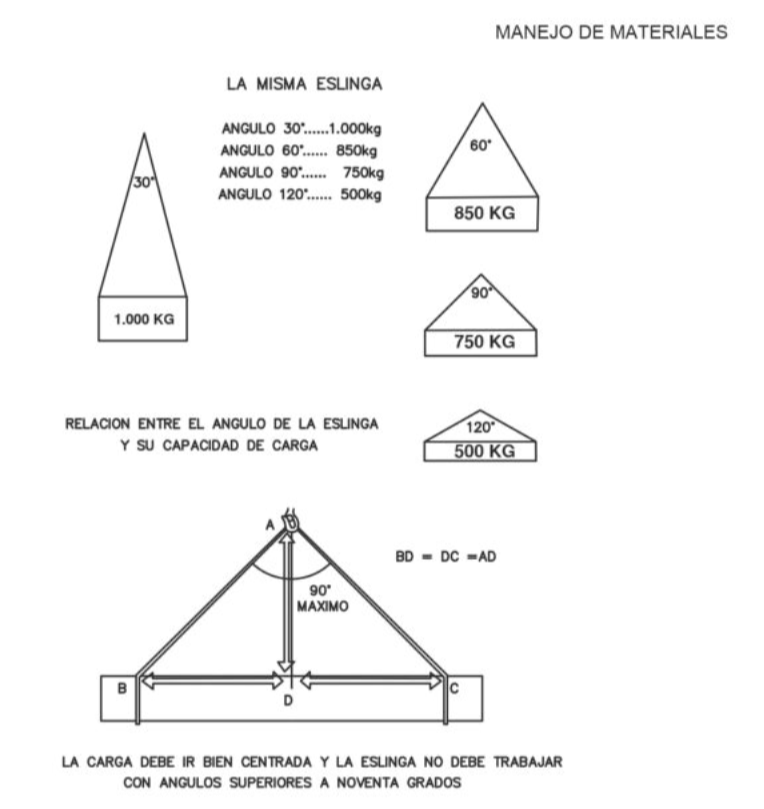 MANEJO DE MATERIALES
LA MISMA ESLINGA
ANGULO 30°......1.000kg
ANGULO 60°...... 850kg
ANGULO 90°...... 750kg
ANGULO 120°...... 500kg
30°
1.000 KG
60°
850 KG
90°
750 KG
120°
500 KG
RELACION ENTRE EL ANGULO DE LA ESLINGA
Y SU CAPACIDAD DE CARGA
A
BD = DC =AD
90°
MAXIMO
B
C
D
LA CARGA DEBE IR BIEN CENTRADA Y LA ESLINGA NO DEBE TRABAJAR
CON ANGULOS SUPERIORES A NOVENTA GRADOS